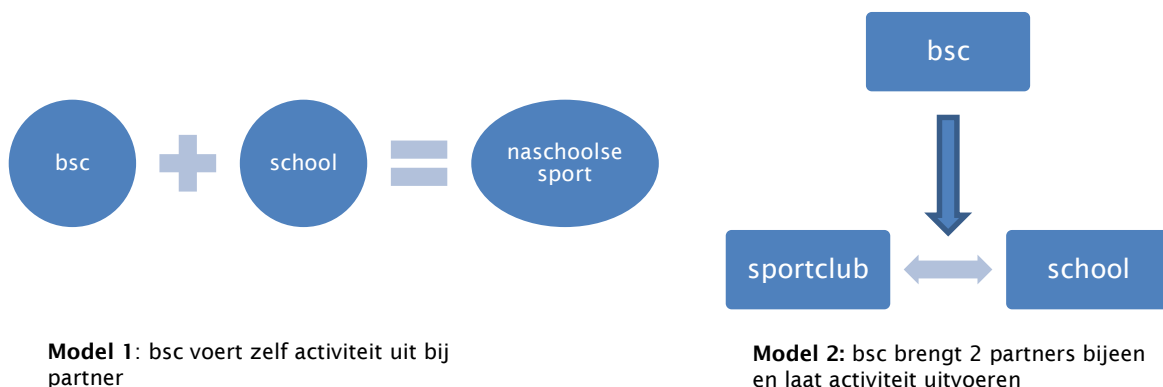 bsc
school
naschoolse
sport
Model 1: bsc voert zelf activiteit uit bij
partner
bsc
sportclub
school
Model 2: bsc brengt 2 partners bijeen
en laat activiteit uitvoeren